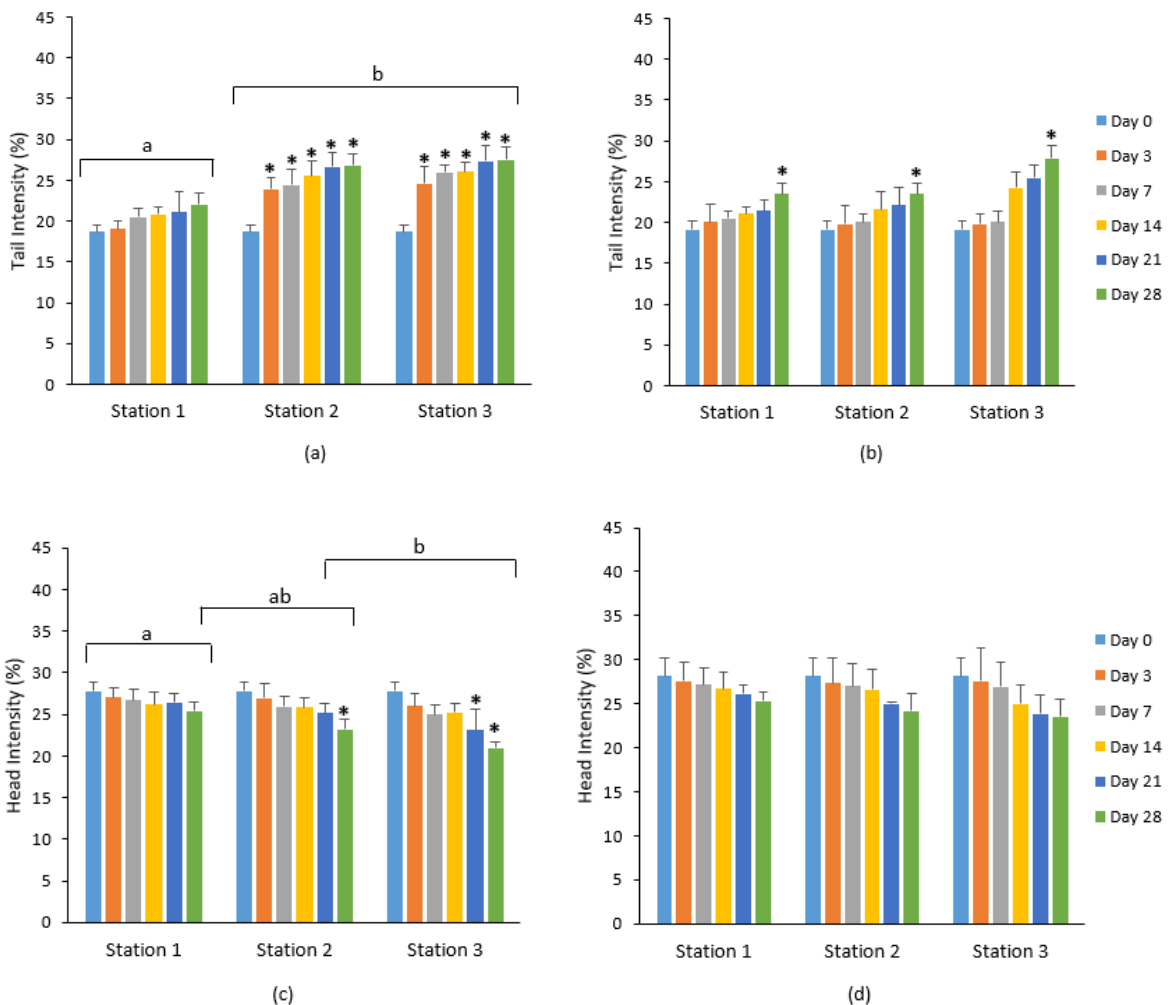 45
40
35
30
25
20
15
10
5
0
Tail Intensity (%)
a
b
* * * * *
* * * * *
Station 1 Station 2 Station 3
(a)
45
40
35
30
25
20
15
10
5
0
Tail Intensity (%)
* * *
Station 1 Station 2 Station 3
(b)
Day 0
Day 3
Day 7
Day 14
Day 21
Day 28
45
40
35
30
25
20
15
10
5
0
Head Intensity (%)
a
ab
b
*
* *
Station 1 Station 2 Station 3
(c)
45
40
35
30
25
20
15
10
5
0
Head Intensity (%)
Station 1 Station 2 Station 3
(d)
Day 0
Day 3
Day 7
Day 14
Day 21
Day 28